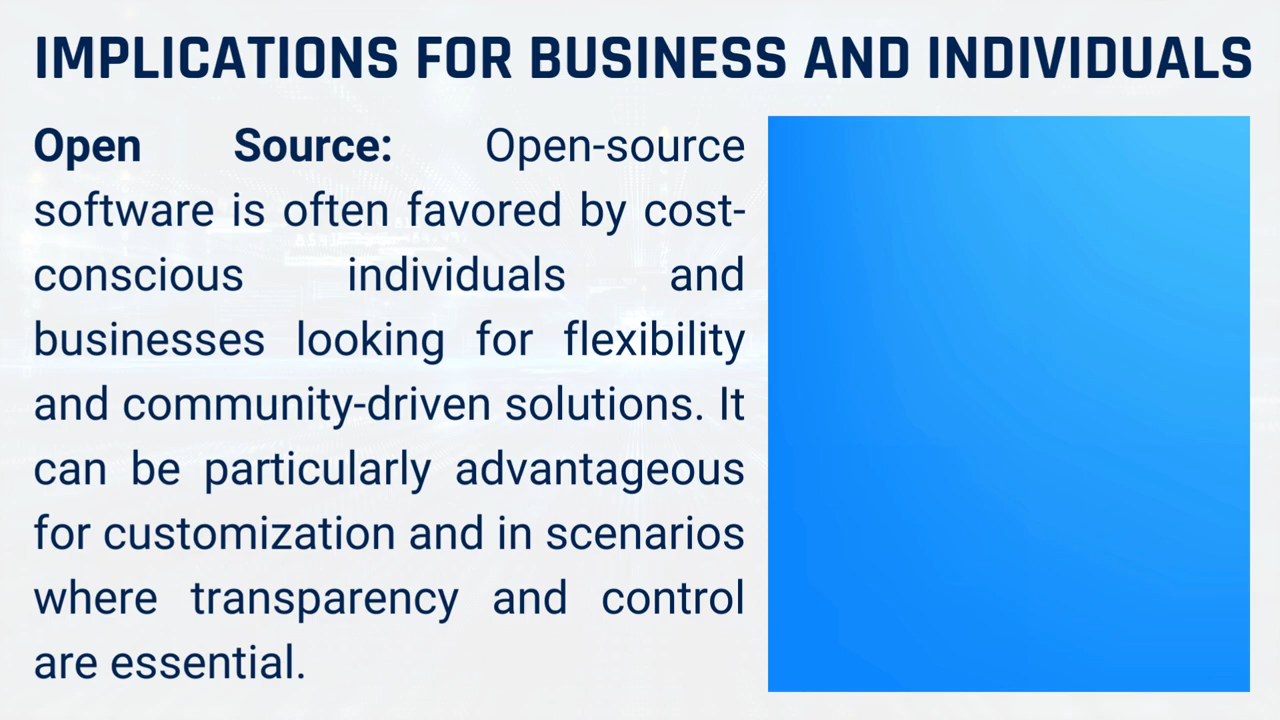 IMPLICATIONS FOR BUSINESS AND INDIVIDUALS
Open Source: Open-source
software is often favored by cost-
conscious individuals and
businesses looking for flexibility
and community-driven solutions. It
can be particularly advantageous
for customization and in scenarios
where transparency and control
are essential.